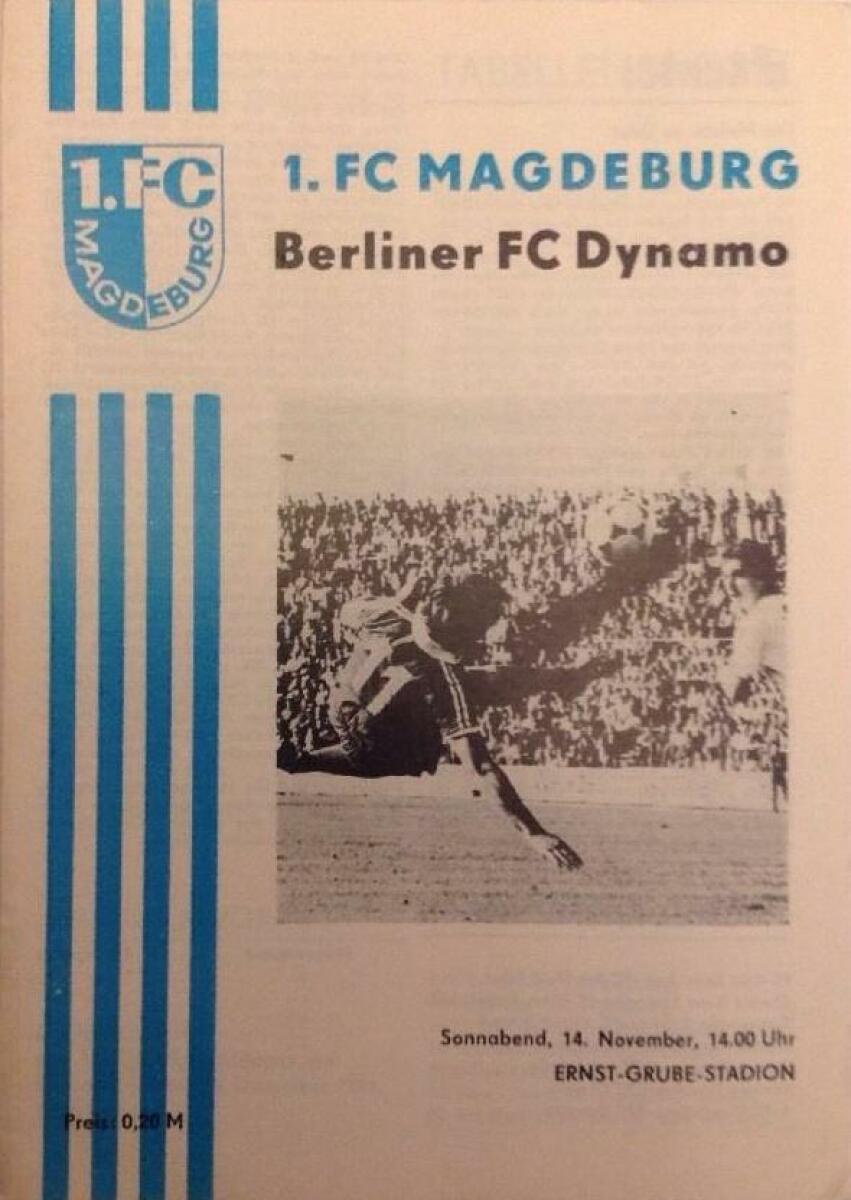 1.FC
MAGDEBURG
1. FC MAGDEBURG
Berliner FC Dynamo
Sonnabend, 14. November, 14.00 Uhr
ERNST-GRUBE-STADION
Preis: 0,20 M